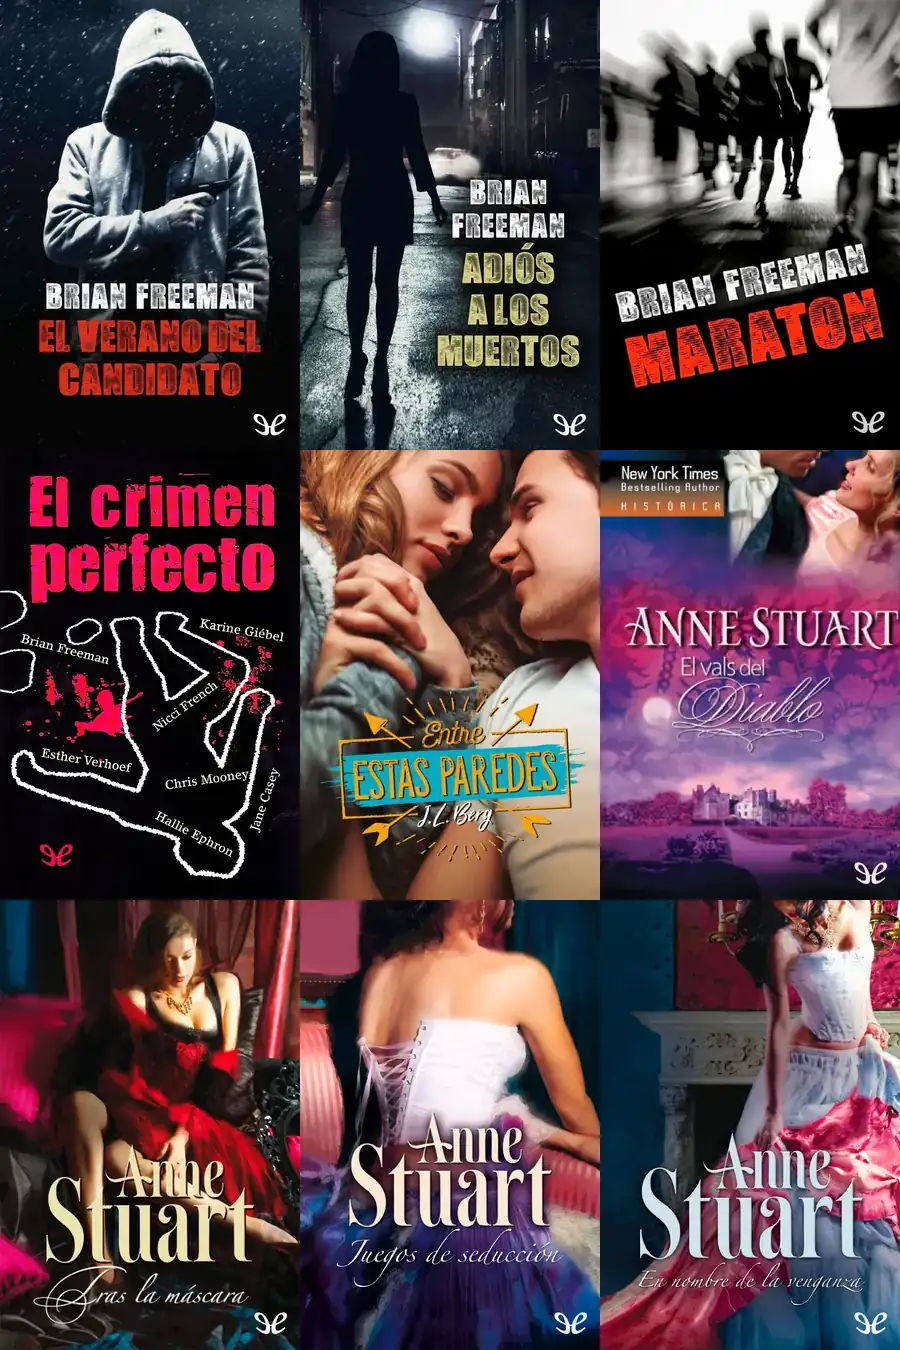 BRIAN FREEMAN
EL VERANO DEL
CANDIDATO
BRIAN
FREEMAN
ADIÓS
A LOS
MUERTOS
BRIAN FREEMAN
MARATON
El crimen
perfecto
Karine Giébel
Brian Freeman
Nicci French
Esther Verhoef
Chris Mooney
Jane Casey
Hallie Ephron
Entre
ESTAS PAREDES
J.L. Berg
New York Times
Bestselling Author
HISTÓRICA
ANNE STUART
El vals del
Diablo
Anne
Stuart
Tras la máscara
Anne
Stuart
Juegos de seducción
Anne
Stuart
En nombre de la venganza